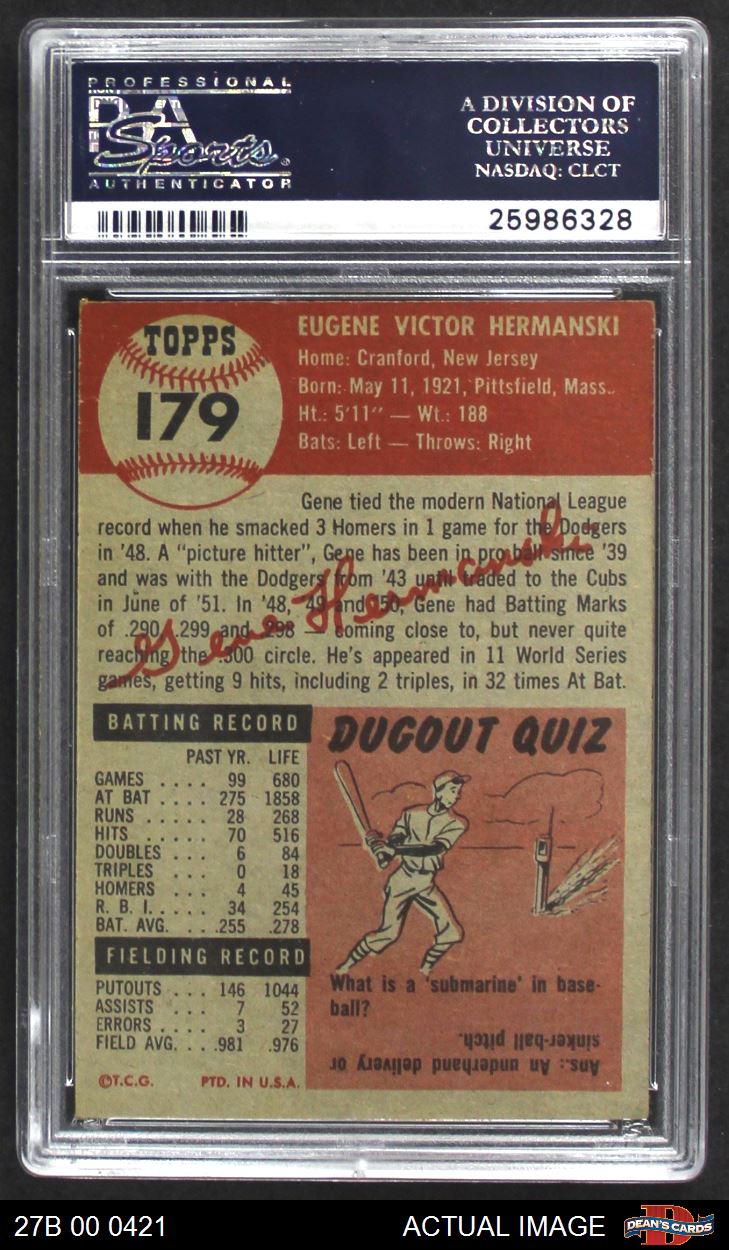 PROFESSIONAL
PSA
Sports
AUTHENTICATOR
A DIVISION OF
COLLECTORS
UNIVERSE
NASDAQ: CLCT
25986328
TOPPS
179
EUGENE VICTOR HERMANSKI
Home: Cranford, New Jersey
Born: May 11, 1921, Pittsfield, Mass..
Ht.: 5'11" — Wt.: 188
Bats: Left — Throws: Right
Gene tied the modern National League
record when he smacked 3 Homers in 1 game for the Dodgers
in '48. A "picture hitter", Gene has been in pro ball since '39
and was with the Dodgers from '43 until traded to the Cubs
in June of '51. In '48, '49 and '50, Gene had Batting Marks
of .290, .299 and .298 — coming close to, but never quite
reaching the .300 circle. He's appeared in 11 World Series
games, getting 9 hits, including 2 triples, in 32 times At Bat.
Gene Hermanski
BATTING RECORD
PAST YR. LIFE
GAMES .... 99 680
AT BAT .... 275 1858
RUNS .... 28 268
HITS ..... 70 516
DOUBLES ... 6 84
TRIPLES ... 0 18
HOMERS ... 4 45
R. B. I. .... 34 254
BAT. AVG. ... .255 .278
FIELDING RECORD
PUTOUTS ... 146 1044
ASSISTS ... 7 52
ERRORS ... 3 27
FIELD AVG. ... .981 .976
©T.C.G. PTD. IN U.S.A.
DUGOUT QUIZ
What is a 'submarine' in base-
ball?
Ans.: An underhand delivery or
sinker-ball pitch.
27B 00 0421
ACTUAL IMAGE
DEAN'S CARDS